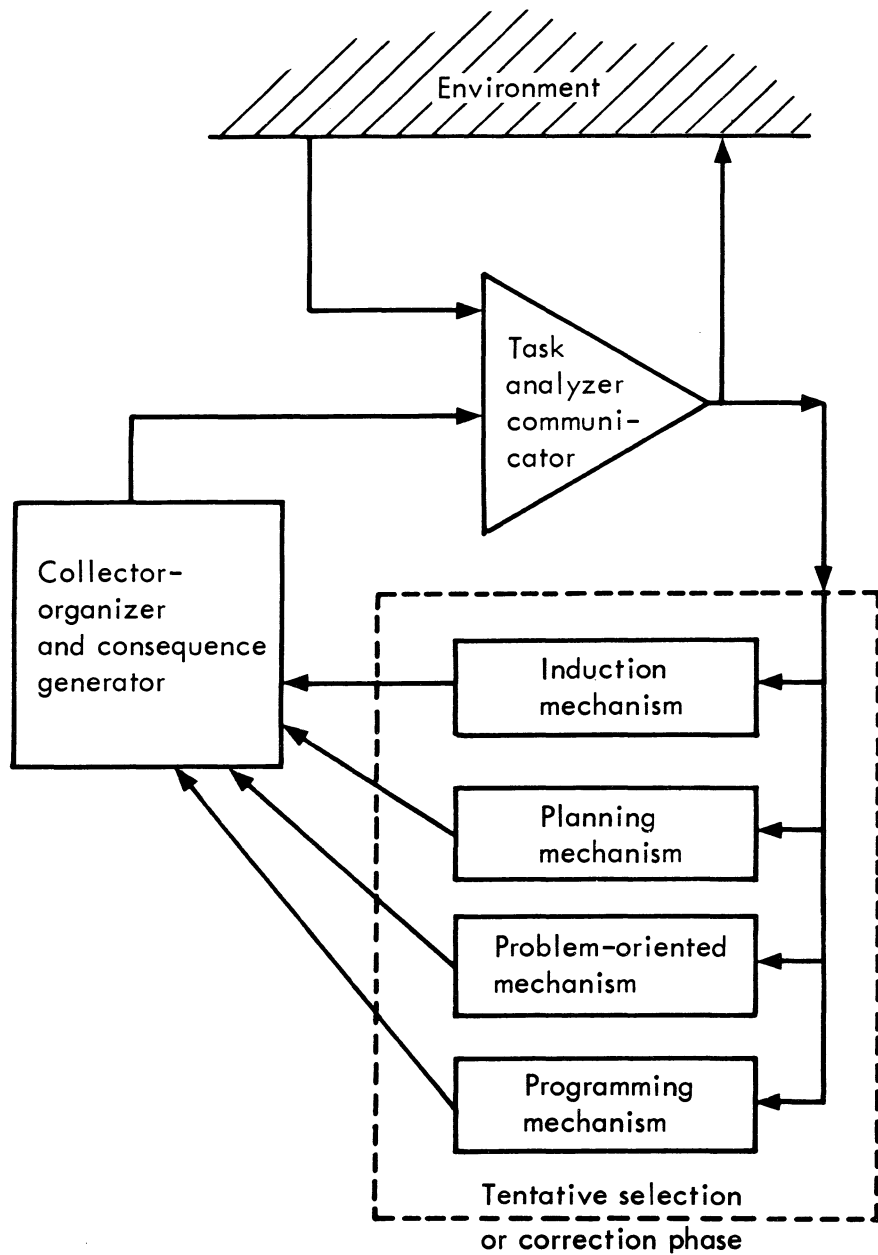 Environment
Task
analyzer
communi-
cator
Collector-
organizer
and consequence
generator
Induction
mechanism
Planning
mechanism
Problem-oriented
mechanism
Programming
mechanism
Tentative selection
or correction phase